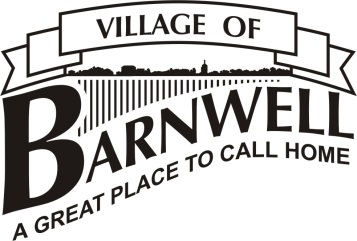 VILLAGE OF
BARNWELL
A GREAT PLACE TO CALL HOME